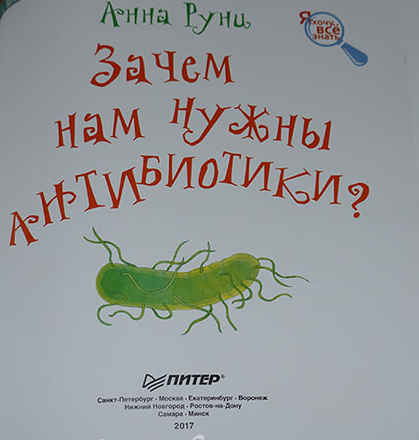 Анна Руни
Я хочу
всё
знать
Зачем
нам нужны
антибиотики?
ПИТЕР
Санкт-Петербург · Москва · Екатеринбург · Воронеж
Нижний Новгород · Ростов-на-Дону
Самара · Минск
2017